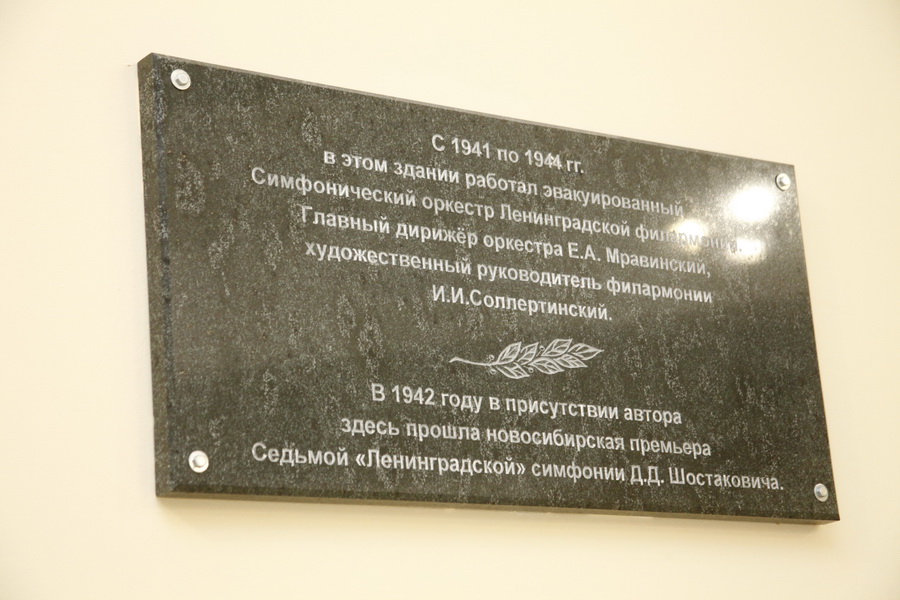 С 1941 по 1944 гг.
в этом здании работал эвакуированный
Симфонический оркестр Ленинградской филармонии.
Главный дирижёр оркестра Е.А. Мравинский,
художественный руководитель филармонии
И.И.Соллертинский.
В 1942 году в присутствии автора
здесь прошла новосибирская премьера
Седьмой «Ленинградской» симфонии Д.Д. Шостаковича.